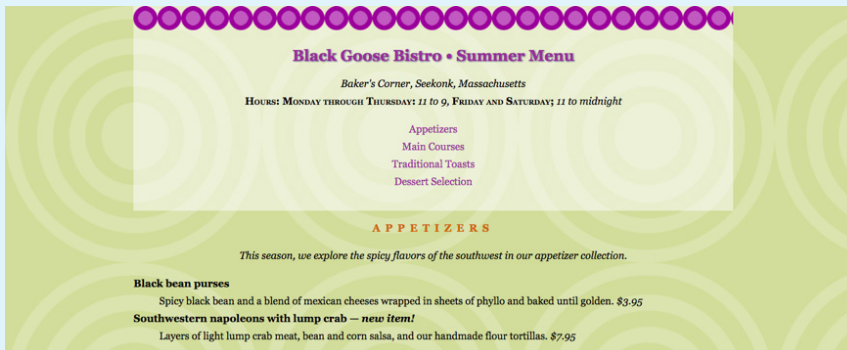 Black Goose Bistro • Summer Menu
Baker's Corner, Seekonk, Massachusetts
Hours: Monday through Thursday: 11 to 9, Friday and Saturday; 11 to midnight
Appetizers
Main Courses
Traditional Toasts
Dessert Selection
APPETIZERS
This season, we explore the spicy flavors of the southwest in our appetizer collection.
Black bean purses
Spicy black bean and a blend of mexican cheeses wrapped in sheets of phyllo and baked until golden. $3.95
Southwestern napoleons with lump crab — new item!
Layers of light lump crab meat, bean and corn salsa, and our handmade flour tortillas. $7.95